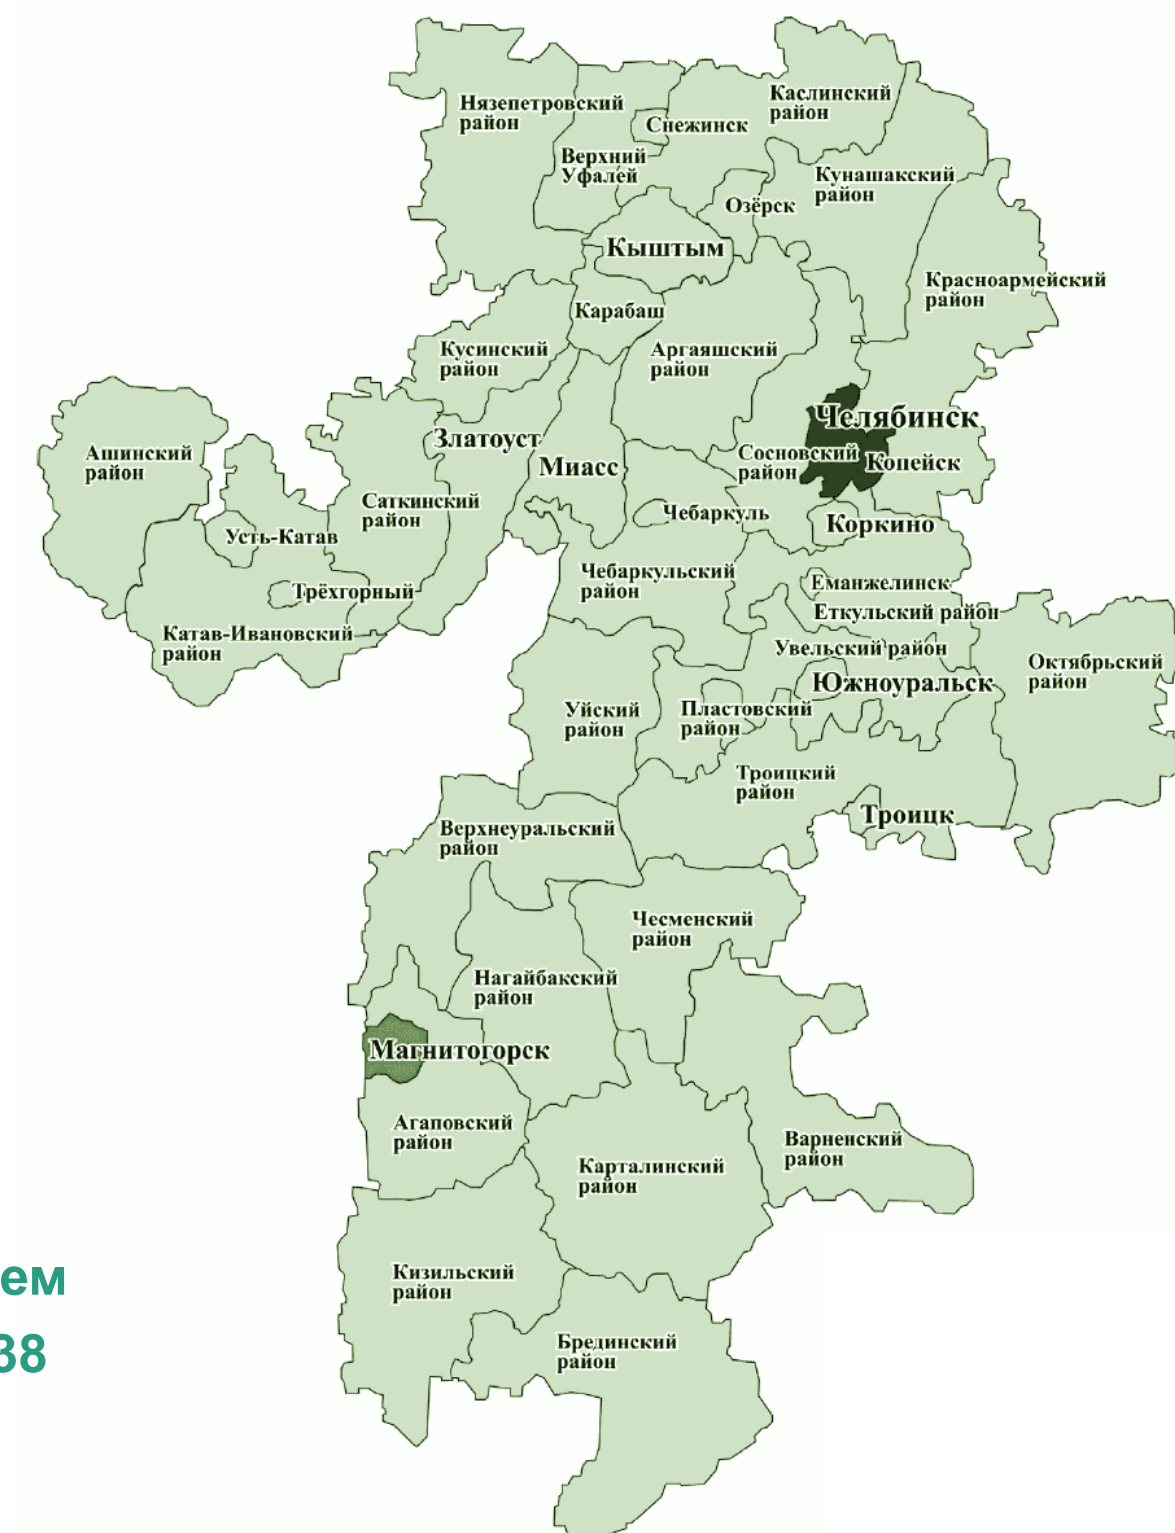 Нязепетровский
район
Каслинский
район
Снежинск
Верхний
Уфалей
Кунашакский
район
Озёрск
Кыштым
Красноармейский
район
Карабаш
Кусинский
район
Аргаяшский
район
Челябинск
Златоуст
Ашинский
район
Миасс
Сосновский
район
Копейск
Саткинский
район
Чебаркуль
Коркино
Усть-Катав
Чебаркульский
район
Еманжелинск
Трёхгорный
Еткульский район
Катав-Ивановский
район
Увельский район
Октябрьский
район
Южноуральск
Уйский
район
Пластовский
район
Троицкий
район
Троицк
Верхнеуральский
район
Чесменский
район
Нагайбакский
район
Магнитогорск
Агаповский
район
Варненский
район
Карталинский
район
Кизильский
район
ем
38
Брединский
район